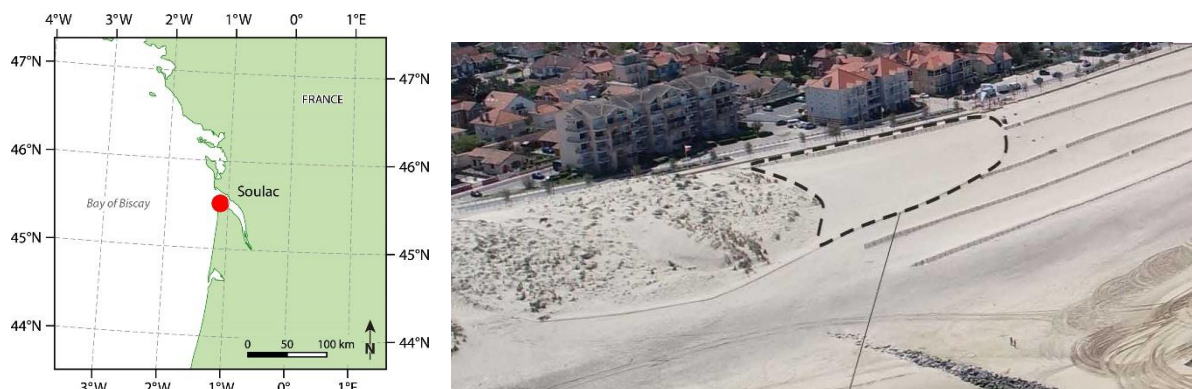 4°W 3°W 2°W 1°W 0° 1°E
47°N 47°N
FRANCE
46°N 46°N
Soulac
Bay of Biscay
45°N 45°N
44°N 44°N
0 50 100 km
N
3°W 2°W 1°W 0° 1°E